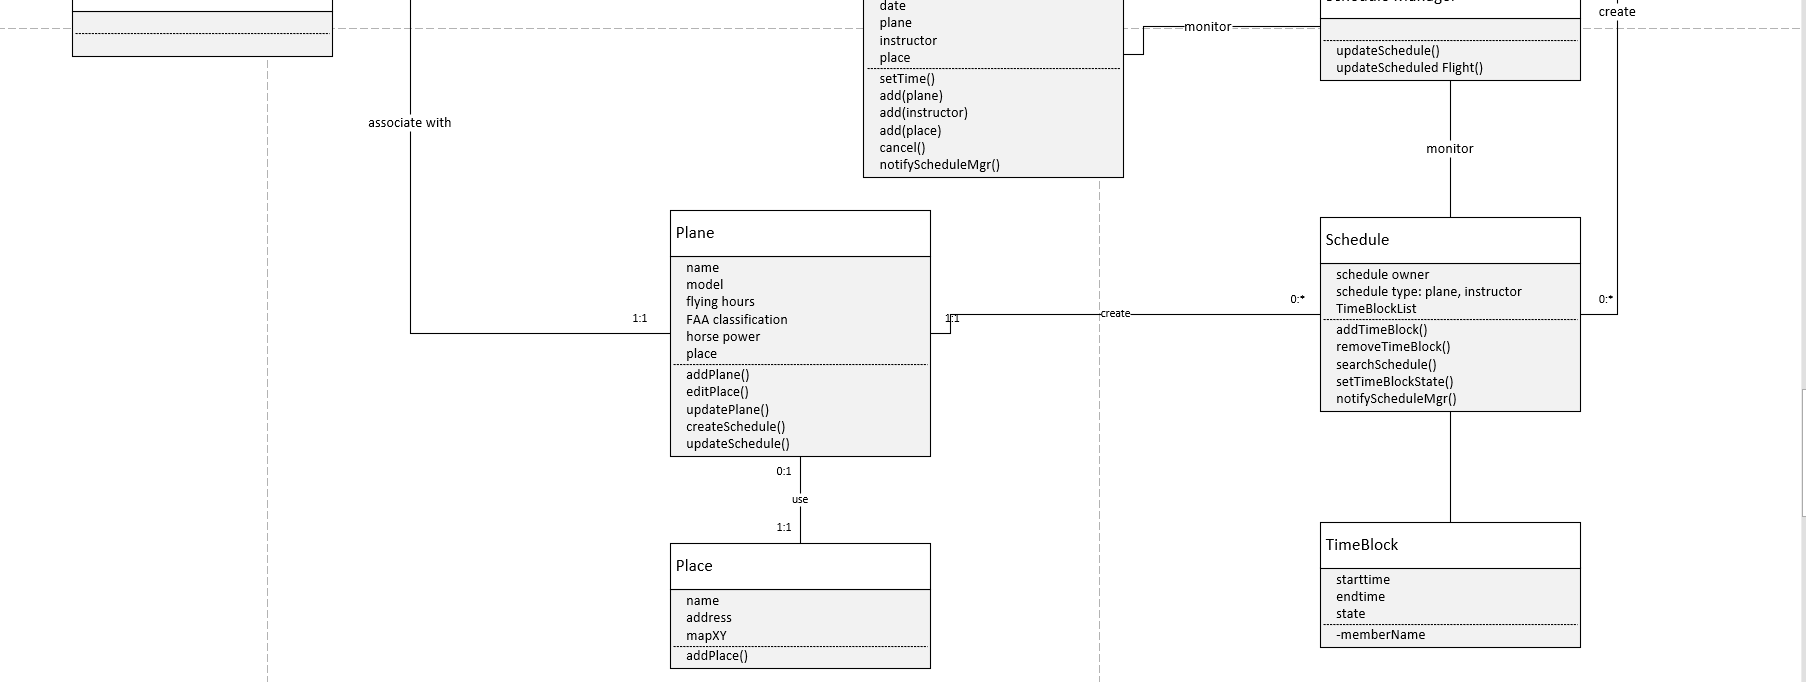 date
plane
instructor
place
setTime()
add(plane)
add(instructor)
add(place)
cancel()
notifyScheduleMgr()
monitor
Schedule Manager
updateSchedule()
updateScheduled Flight()
create
associate with
monitor
Plane
name
model
flying hours
FAA classification
horse power
place
addPlane()
editPlace()
updatePlane()
createSchedule()
updateSchedule()
1:1
1:1
create
0:*
Schedule
schedule owner
schedule type: plane, instructor
TimeBlockList
addTimeBlock()
removeTimeBlock()
searchSchedule()
setTimeBlockState()
notifyScheduleMgr()
0:*
0:1
use
1:1
Place
name
address
mapXY
addPlace()
TimeBlock
starttime
endtime
state
-memberName